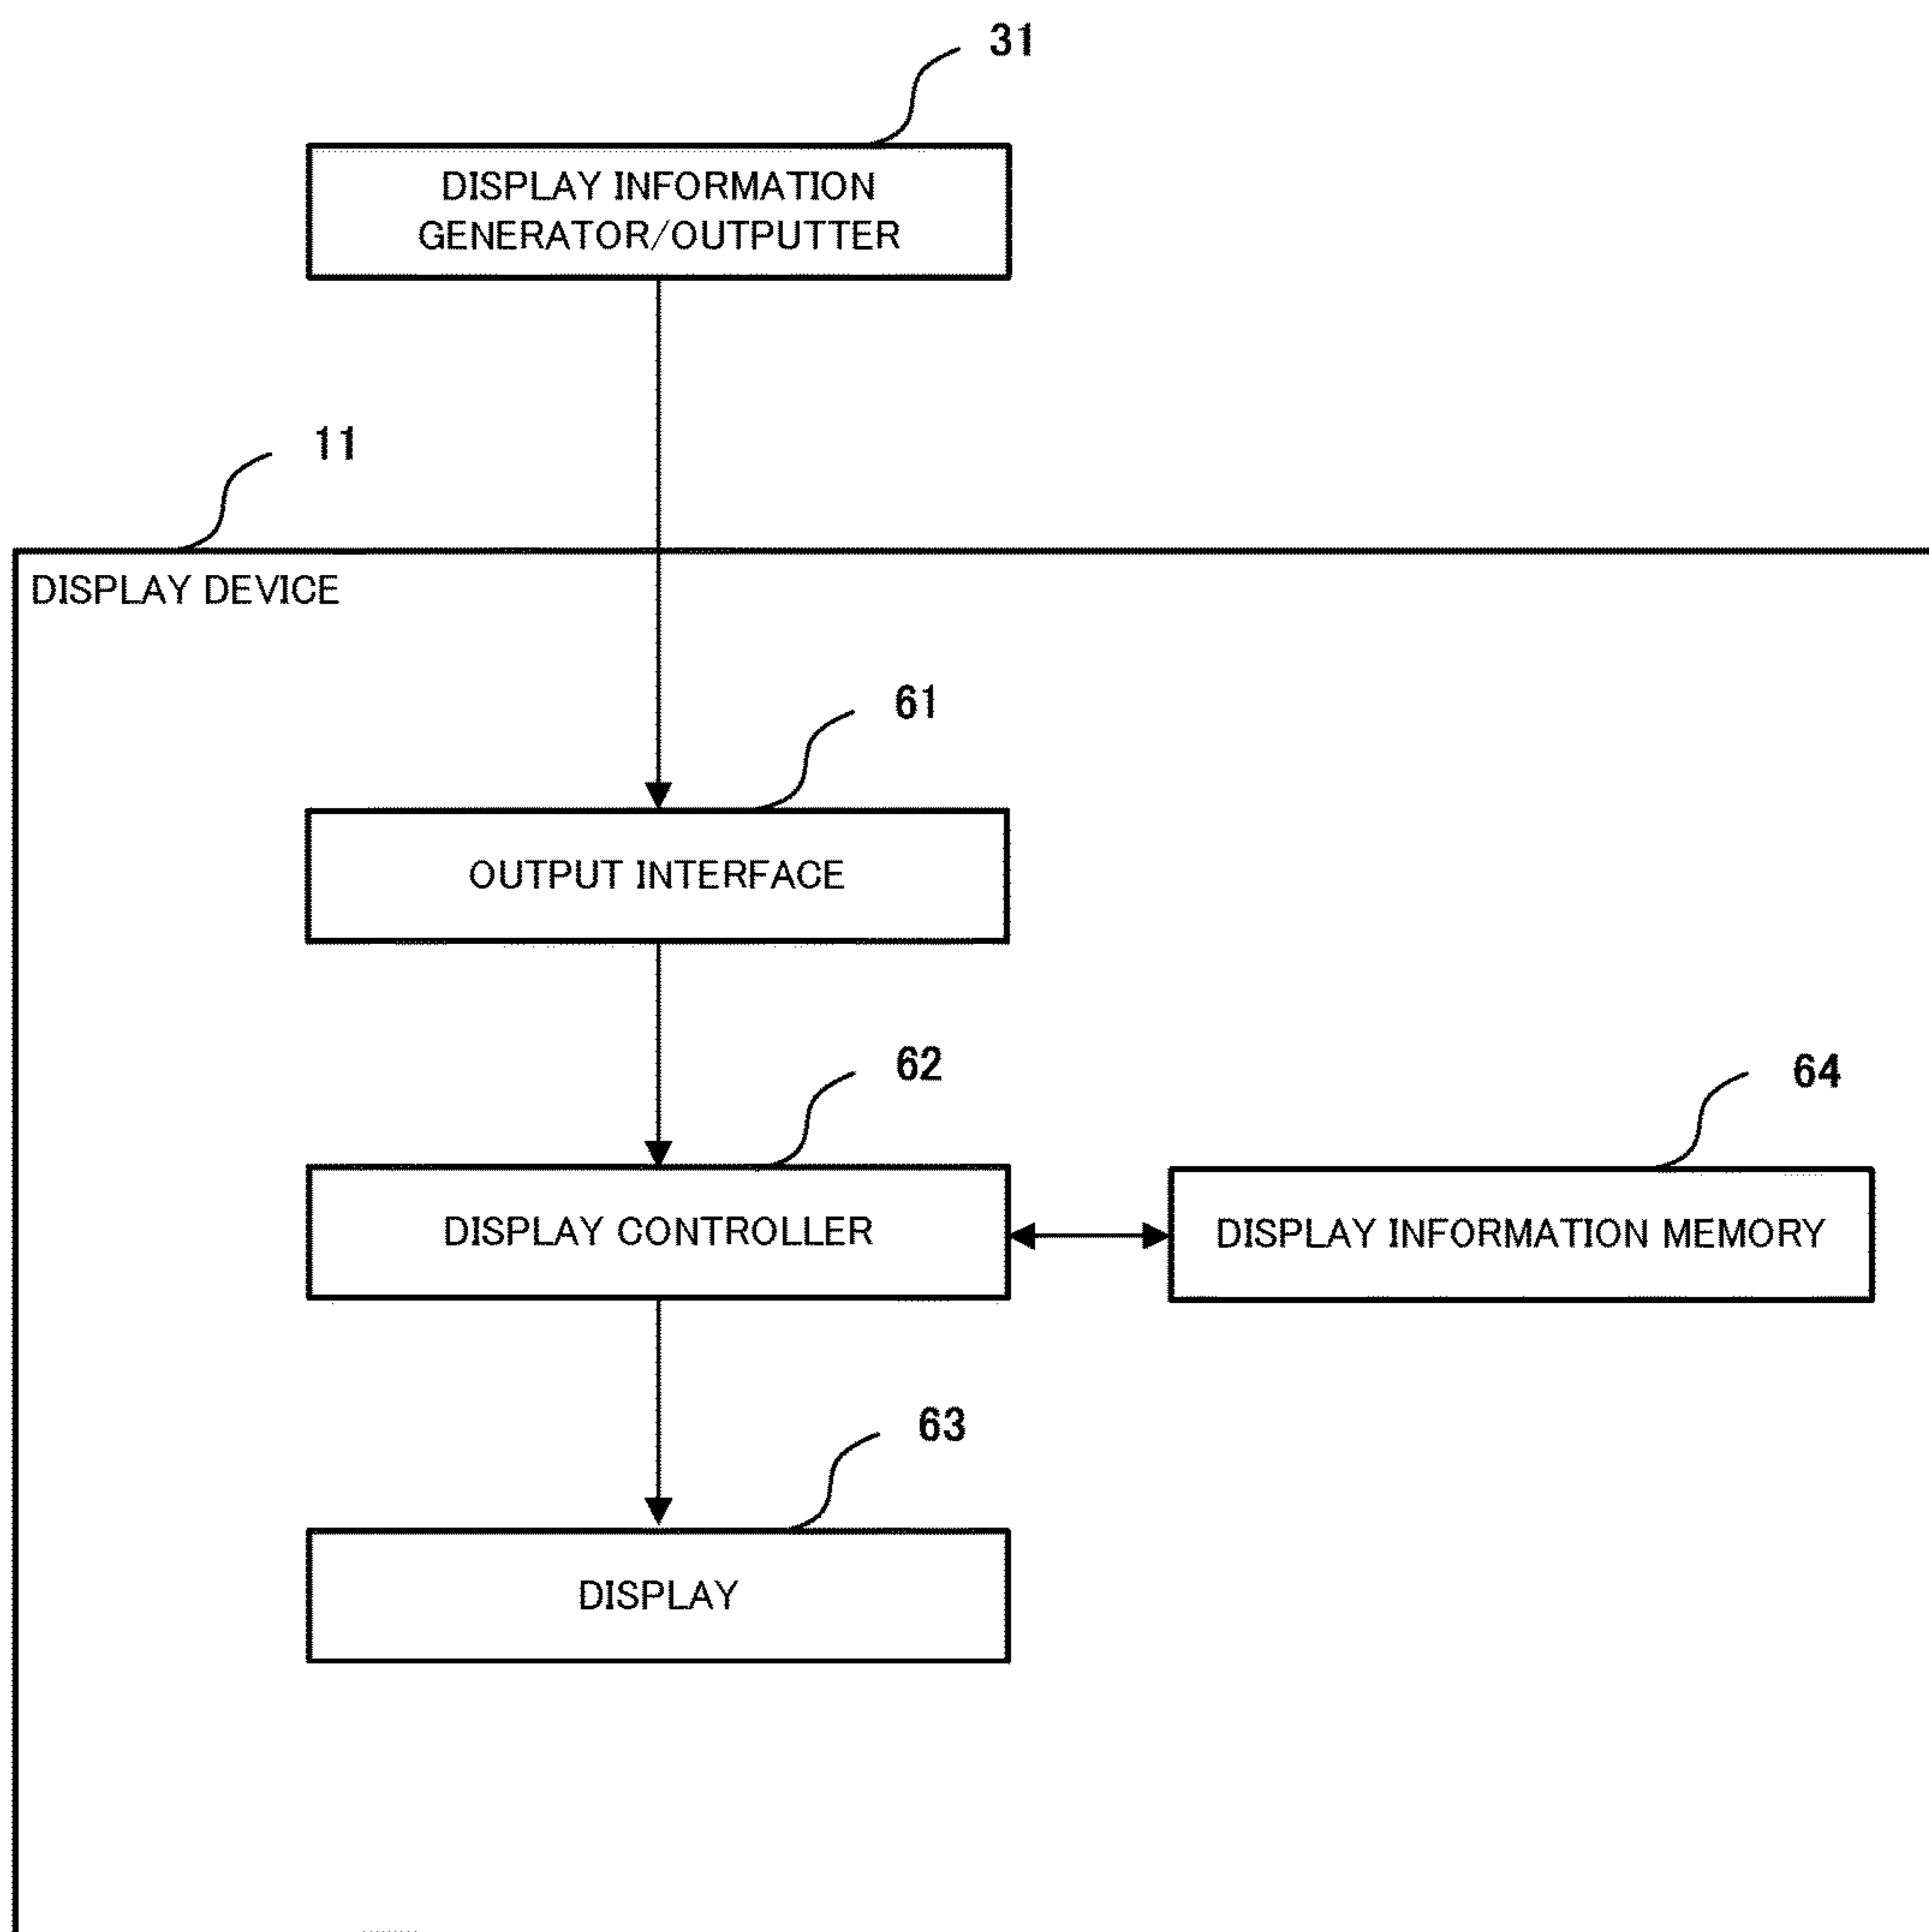 31
DISPLAY INFORMATION
GENERATOR/OUTPUTTER
11
DISPLAY DEVICE
61
OUTPUT INTERFACE
62
64
DISPLAY CONTROLLER
DISPLAY INFORMATION MEMORY
63
DISPLAY